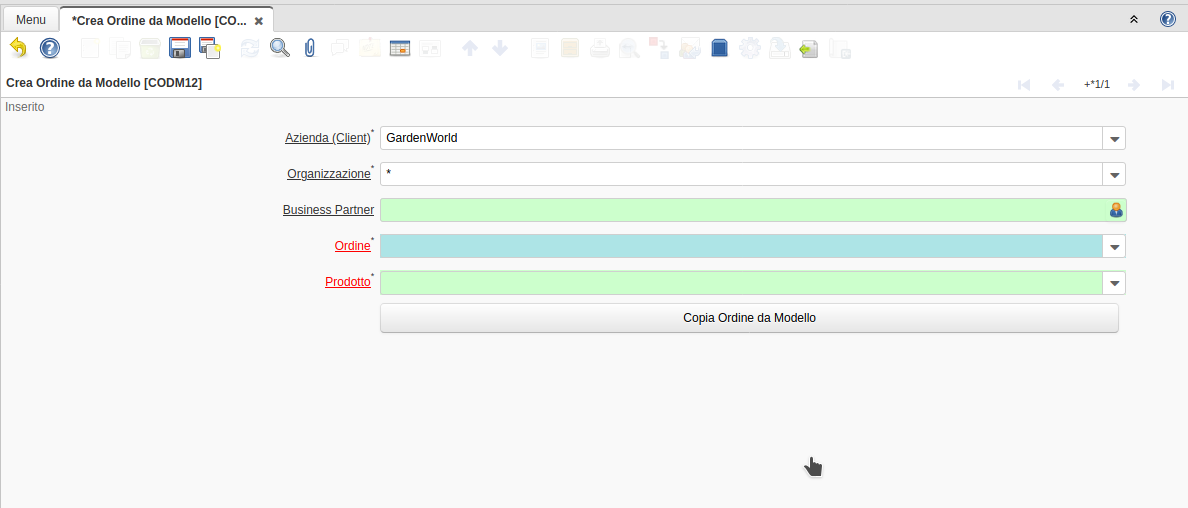 Menu
*Crea Ordine da Modello [CO...
Crea Ordine da Modello [CODM12]
+*1/1
Inserito
Azienda (Client)* GardenWorld
Organizzazione* *
Business Partner
Ordine*
Prodotto*
Copia Ordine da Modello